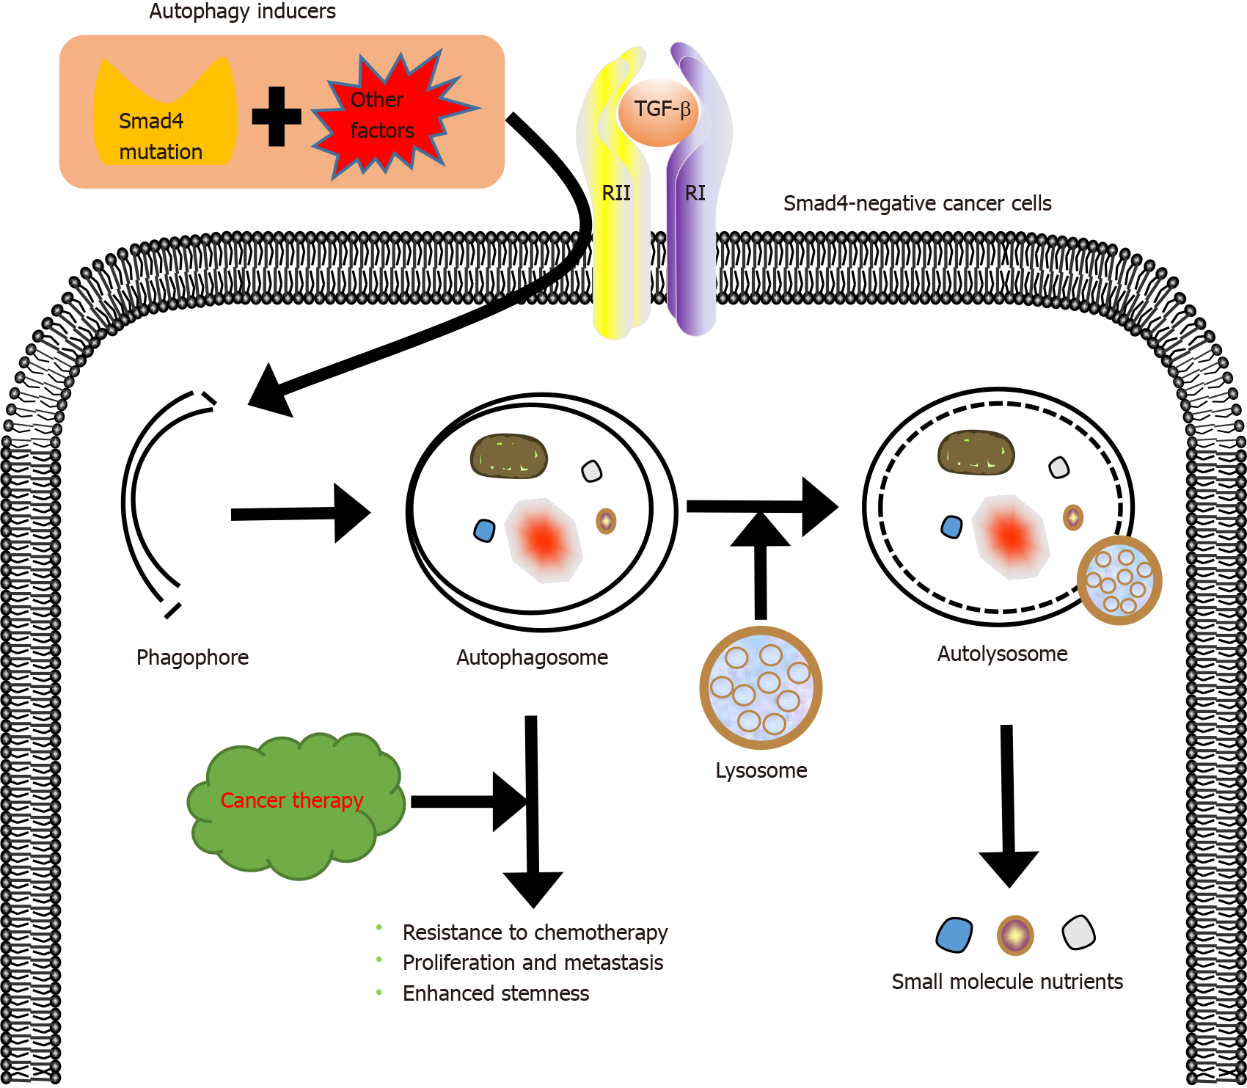 Autophagy inducers
Smad4
mutation
Other
factors
TGF-β
RII
RI
Smad4-negative cancer cells
Phagophore
Autophagosome
Autolysosome
Lysosome
Cancer therapy
• Resistance to chemotherapy
• Proliferation and metastasis
• Enhanced stemness
Small molecule nutrients